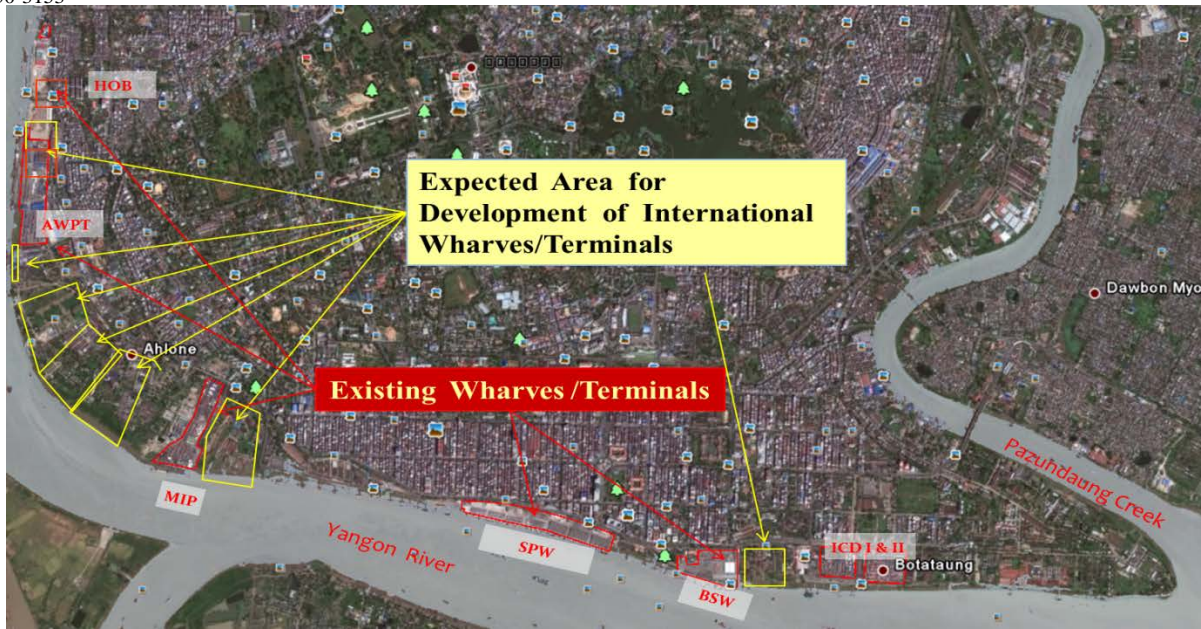 HOB
Expected Area for
Development of International
Wharves/Terminals
AWPT
Dawbon Myo
Ahlone
Existing Wharves /Terminals
Pazuhdaung Creek
MIP
Yangon River
SPW
ICD I & II
Botataung
BSW